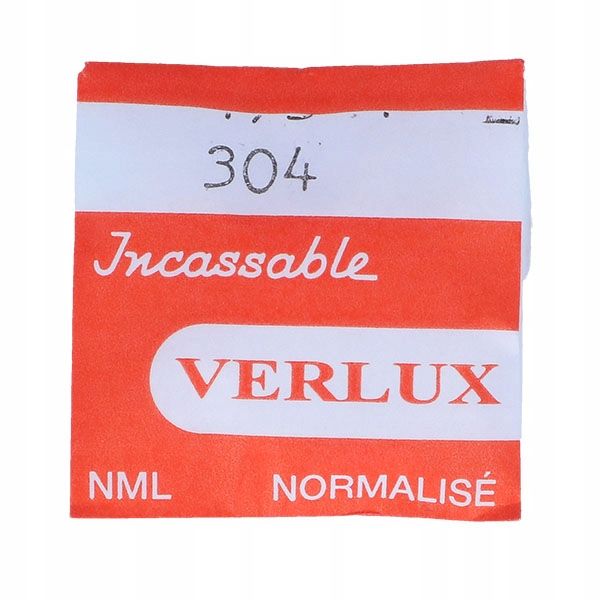 304
Incassable
VERLUX
NML NORMALISÉ